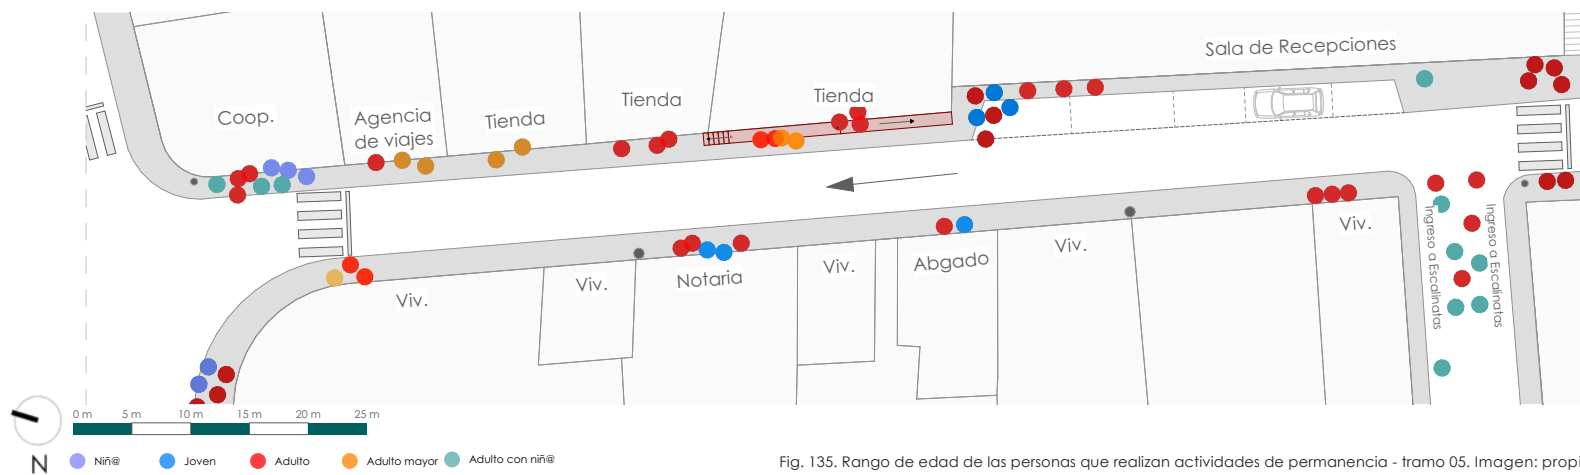 Sala de Recepciones
Tienda
Tienda
Agencia
de viajes
Tienda
Coop.
Viv.
Ingreso a Escalinatas
Ingreso a Escalinatas
Viv.
Abgado
Viv.
Notaria
Viv.
Viv.
0 m 5 m 10 m 15 m 20 m 25 m
N
Niñ@ Joven Adulto Adulto mayor Adulto con niñ@
Fig. 135. Rango de edad de las personas que realizan actividades de permanencia - tramo 05. Imagen: propi